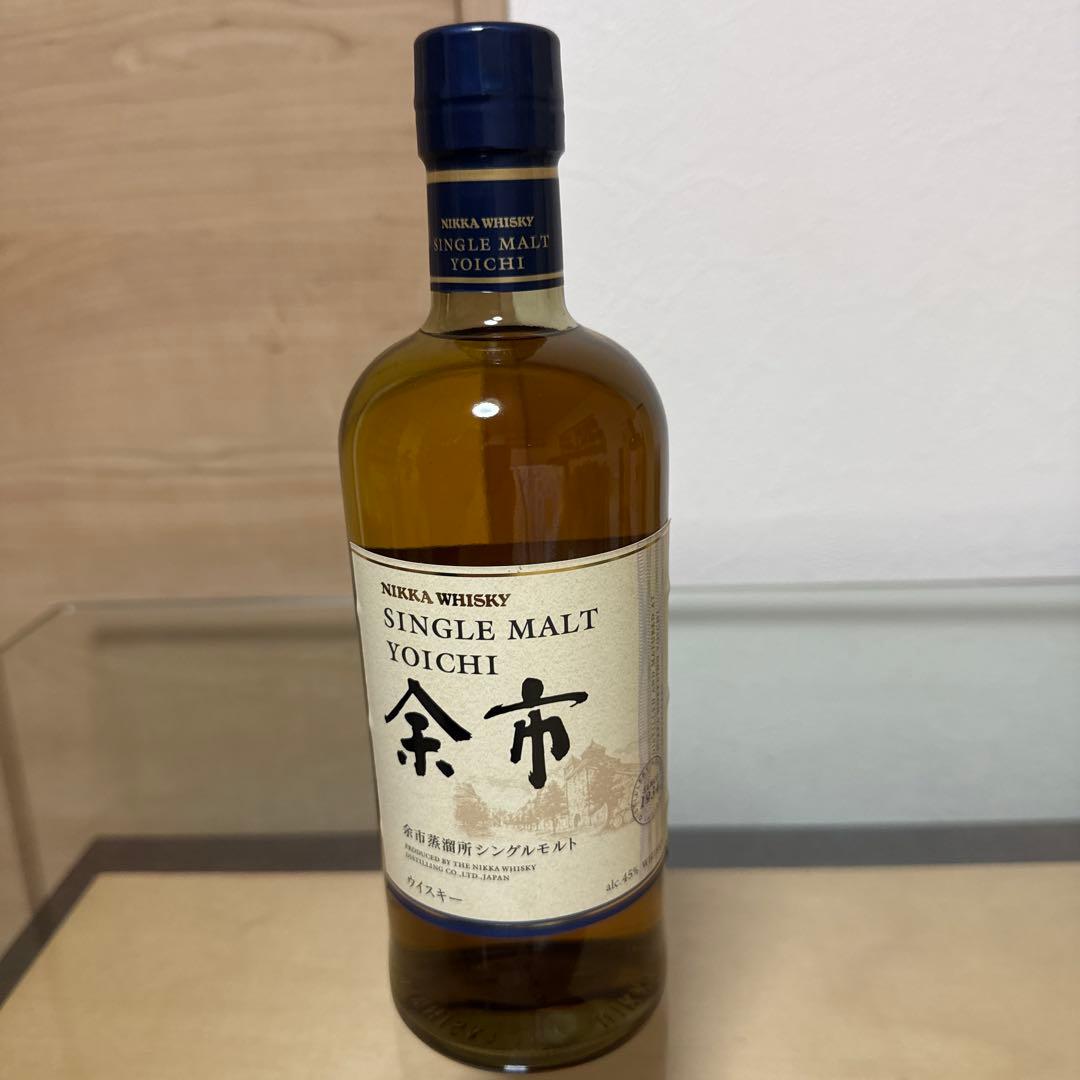 NIKKA WHISKY
SINGLE MALT
YOICHI
NIKKA WHISKY
SINGLE MALT
YOICHI
余市
余市蒸溜所シングルモルト
PRODUCED BY THE NIKKA WHISKY
DISTILLING CO.,LTD.,JAPAN
ウイスキー
alc.45%
1934